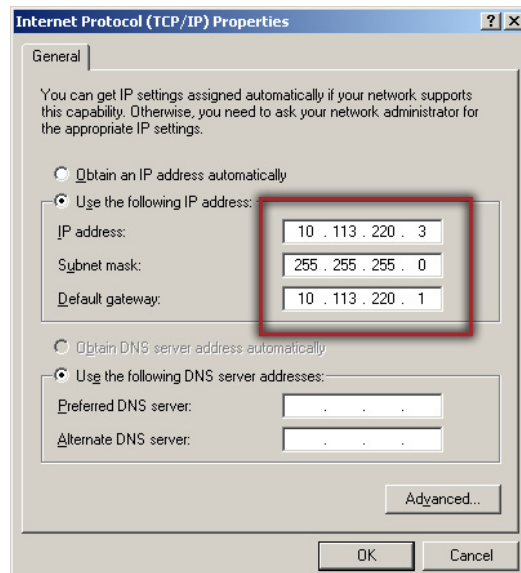 Internet Protocol (TCP/IP) Properties
General
You can get IP settings assigned automatically if your network supports
this capability. Otherwise, you need to ask your network administrator for
the appropriate IP settings.
Obtain an IP address automatically
Use the following IP address:
IP address: 10 . 113 . 220 . 3
Subnet mask: 255 . 255 . 255 . 0
Default gateway: 10 . 113 . 220 . 1
Obtain DNS server address automatically
Use the following DNS server addresses:
Preferred DNS server: . . .
Alternate DNS server: . . .
Advanced...
OK Cancel